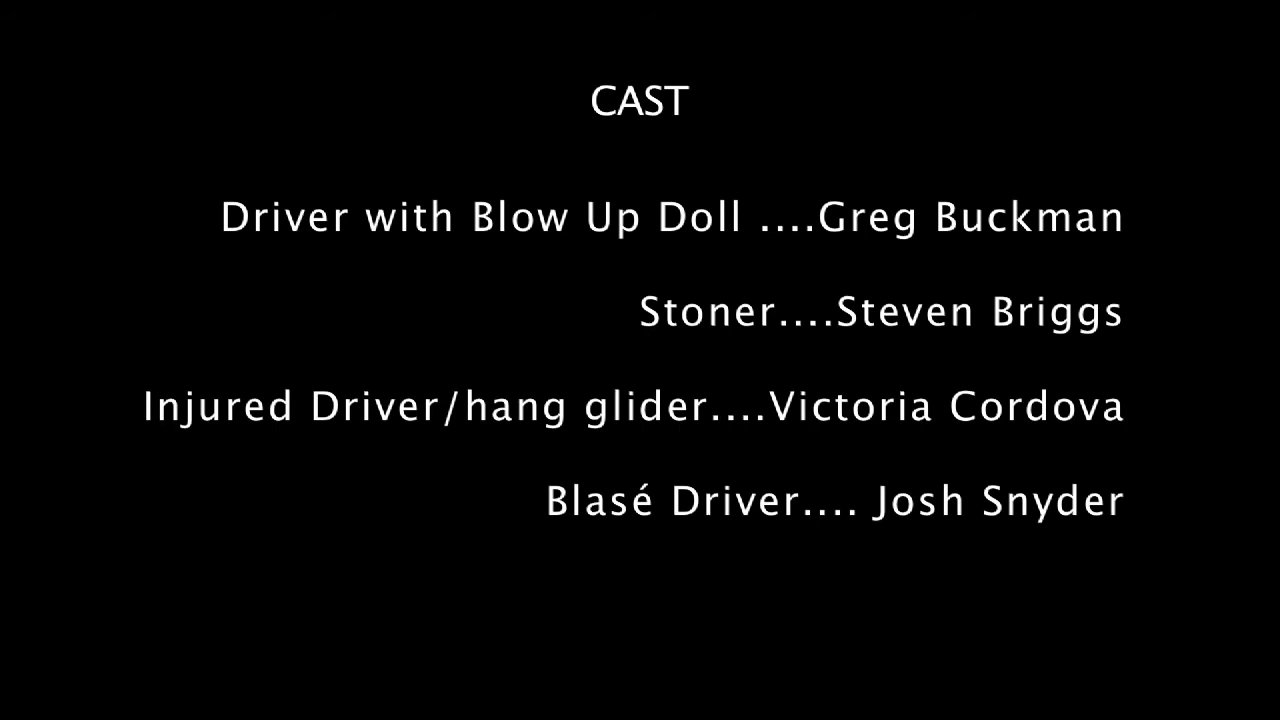 CAST
Driver with Blow Up Doll ....Greg Buckman
Stoner....Steven Briggs
Injured Driver/hang glider....Victoria Cordova
Blasé Driver.... Josh Snyder